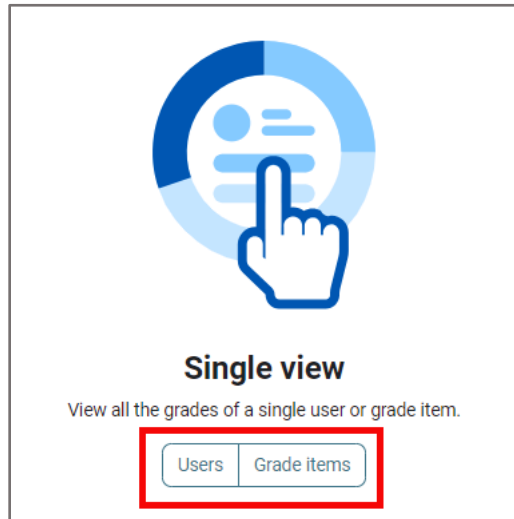 Single view
View all the grades of a single user or grade item.
Users Grade items